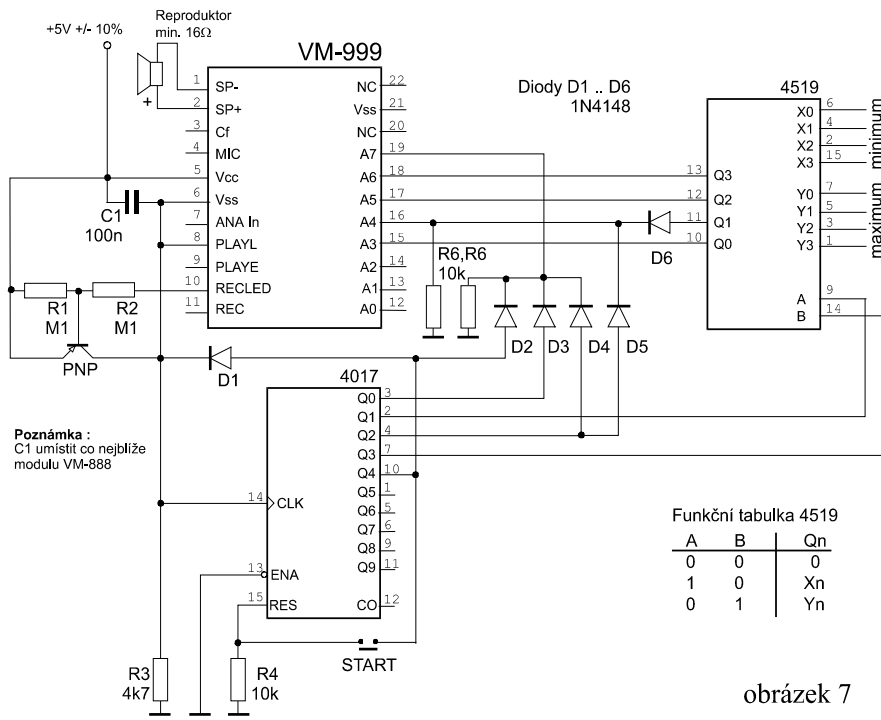 +5V +/- 10%
Reproduktor
min. 16Ω
+
VM-999
1 SP-
2 SP+
3 Cf
4 MIC
5 Vcc
6 Vss
7 ANA In
8 PLAYL
9 PLAYE
10 RECLED
11 REC
NC 22
Vss 21
NC 20
A7 19
A6 18
A5 17
A4 16
A3 15
A2 14
A1 13
A0 12
C1
100n
R1
M1
R2
M1
PNP
D1
Diody D1 .. D6
1N4148
4519
13 Q3
12 Q2
11 Q1
10 Q0
X0 6
X1 4
X2 2
X3 15
minimum
Y0 7
Y1 5
Y2 3
Y3 1
maximum
A 9
B 14
D6
R6,R6
10k
D2
D3
D4
D5
4017
Q0 3
Q1 2
Q2 4
Q3 7
Q4 10
Q5 1
Q6 5
Q7 6
Q8 9
Q9 11
CO 12
14 CLK
13 ENA
15 RES
Poznámka :
C1 umístit co nejblíže
modulu VM-888
R3
4k7
R4
10k
START
Funkční tabulka 4519
A B Qn
0 0 0
1 0 Xn
0 1 Yn
obrázek 7